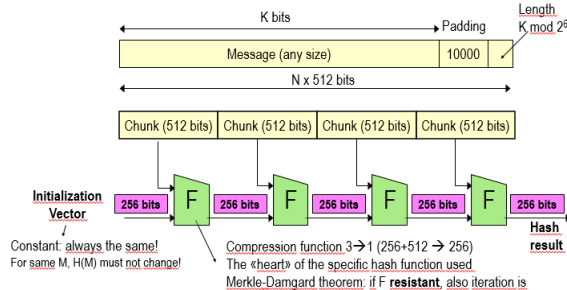 K bits
Padding
Length
K mod 2⁶
Message (any size)
10000
N x 512 bits
Chunk (512 bits)
Chunk (512 bits)
Chunk (512 bits)
Chunk (512 bits)
Initialization
Vector
256 bits
F
256 bits
F
256 bits
F
256 bits
F
256 bits
Hash
result
Constant: always the same!
For same M, H(M) must not change!
Compression function 3→1 (256+512 → 256)
The «heart» of the specific hash function used
Merkle-Damgard theorem: if F resistant, also iteration is